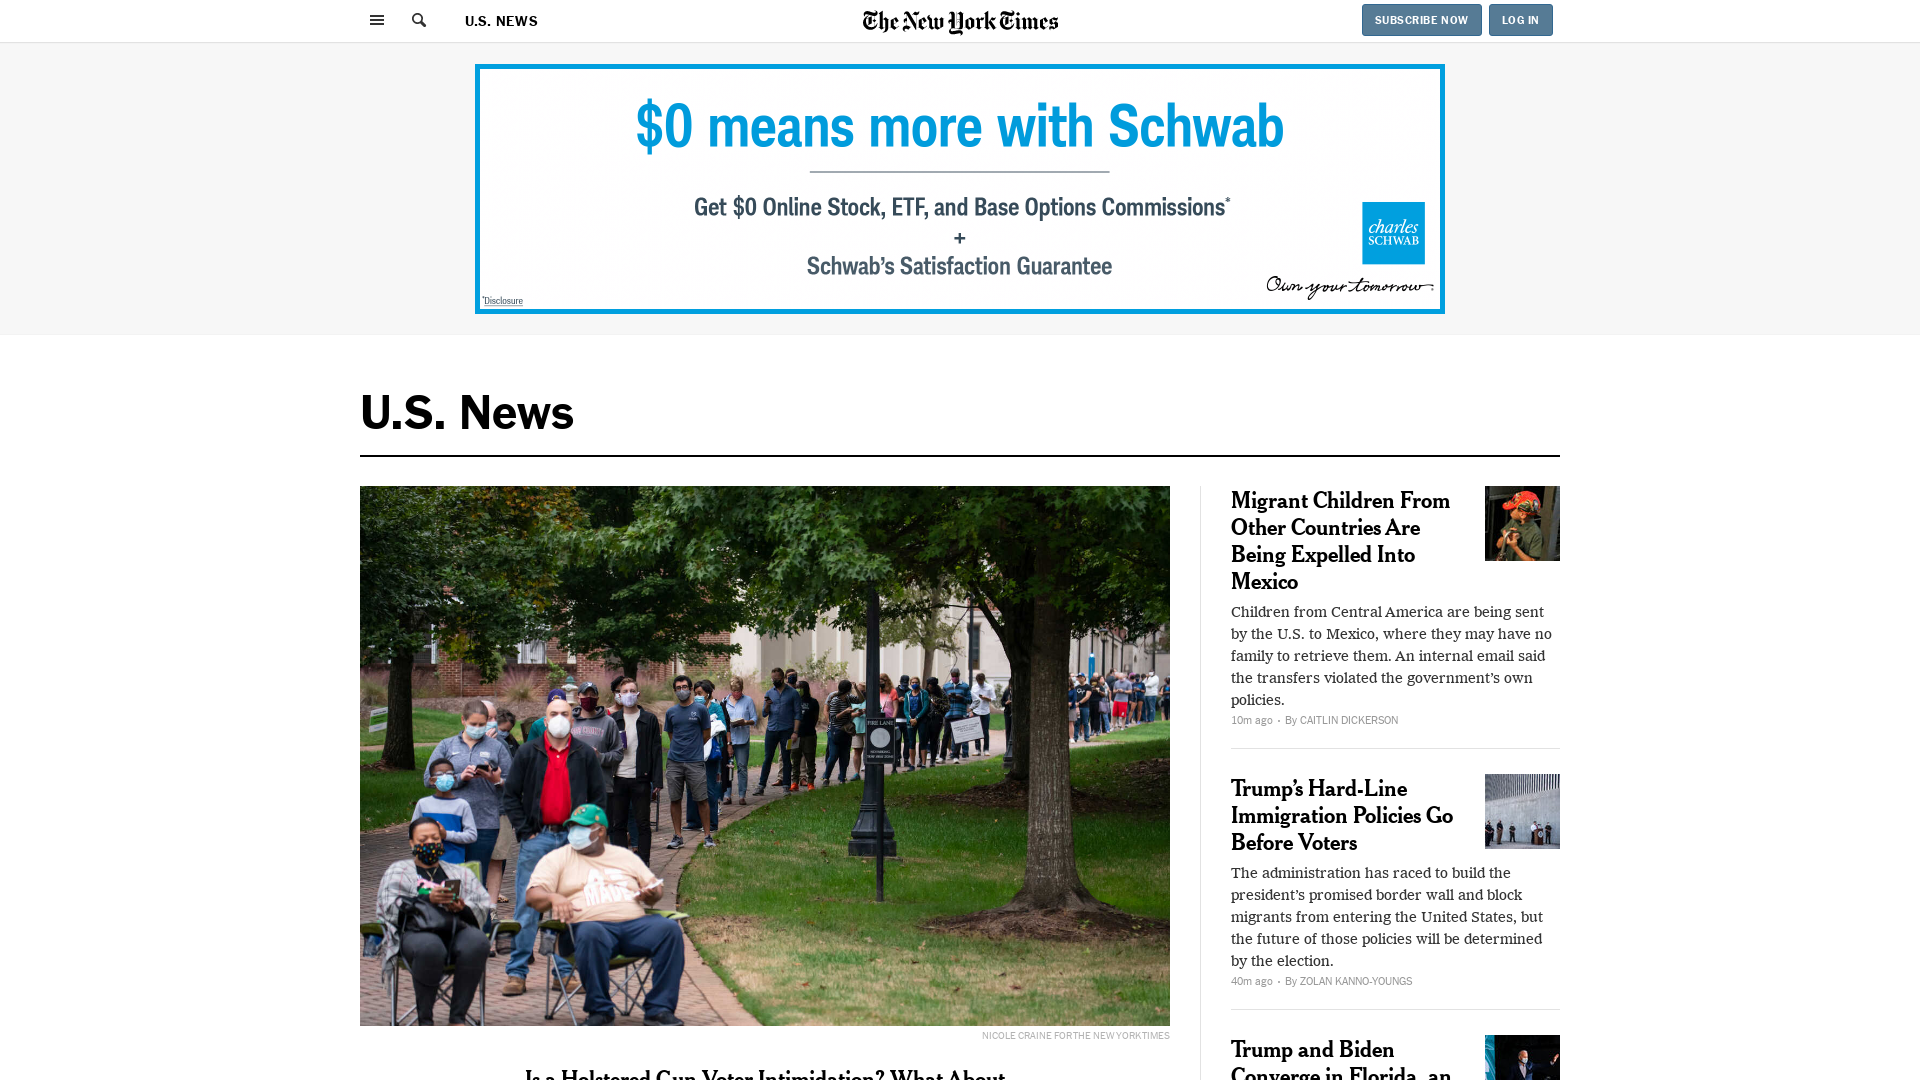 U.S. NEWS
The New York Times
SUBSCRIBE NOW
LOG IN
$0 means more with Schwab
Get $0 Online Stock, ETF, and Base Options Commissions*
+
Schwab's Satisfaction Guarantee
charles
SCHWAB
Own your tomorrow
*Disclosure
U.S. News
FIRE LANE
MADE
NICOLE CRAINE FOR THE NEW YORK TIMES
Is a Holstered Gun Voter Intimidation? What About
Migrant Children From
Other Countries Are
Being Expelled Into
Mexico
Children from Central America are being sent
by the U.S. to Mexico, where they may have no
family to retrieve them. An internal email said
the transfers violated the government’s own
policies.
10m ago · By CAITLIN DICKERSON
Trump’s Hard-Line
Immigration Policies Go
Before Voters
The administration has raced to build the
president’s promised border wall and block
migrants from entering the United States, but
the future of those policies will be determined
by the election.
40m ago · By ZOLAN KANNO-YOUNGS
Trump and Biden
Converge in Florida, an